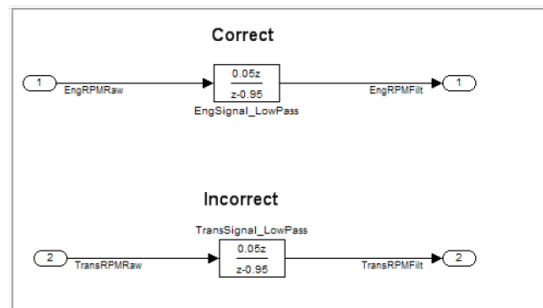 Correct
1
EngRPMRaw
0.05z
z-0.95
EngSignal_LowPass
EngRPMFilt
1
Incorrect
TransSignal_LowPass
2
TransRPMRaw
0.05z
z-0.95
TransRPMFilt
2